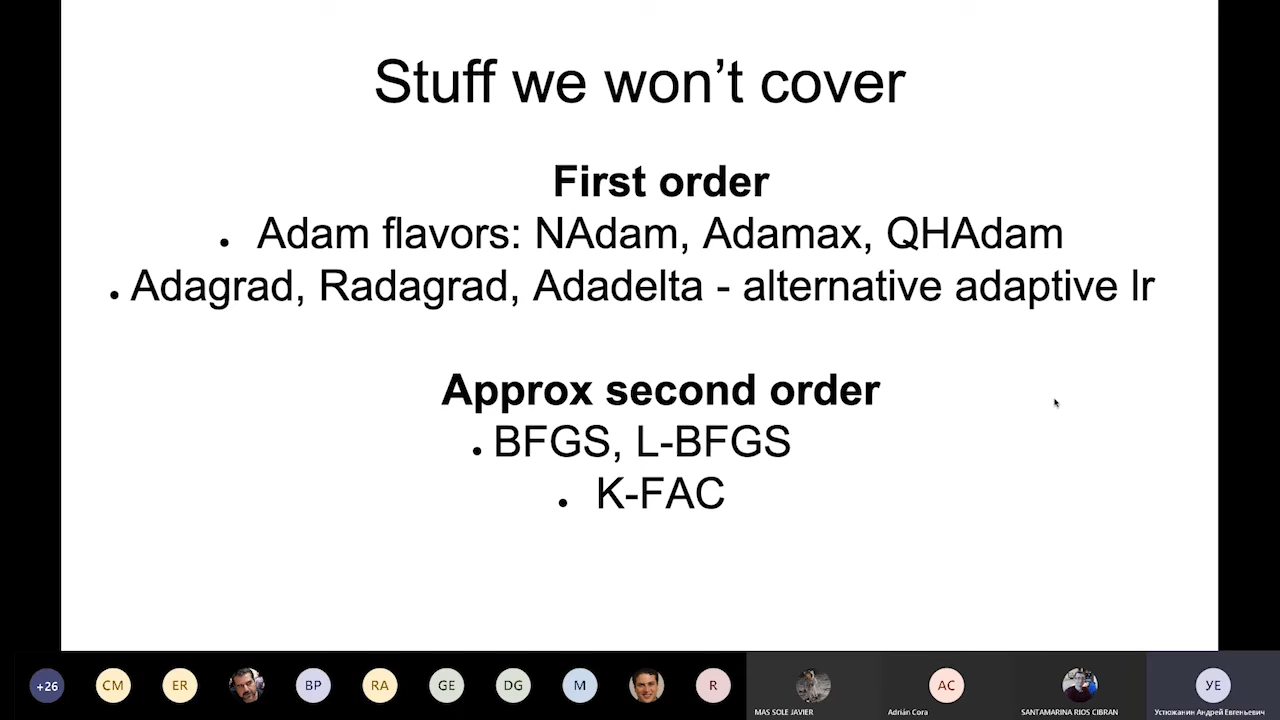 Stuff we won't cover
First order
• Adam flavors: NAdam, Adamax, QHAdam
• Adagrad, Radagrad, Adadelta - alternative adaptive lr
Approx second order
• BFGS, L-BFGS
• K-FAC
+26
CM
ER
BP
RA
GE
DG
M
R
AC
УЕ
MAS SOLE JAVIER
Adrián Cora
SANTAMARINA RIOS CIBRAN
Устюжанин Андрей Евгеньевич